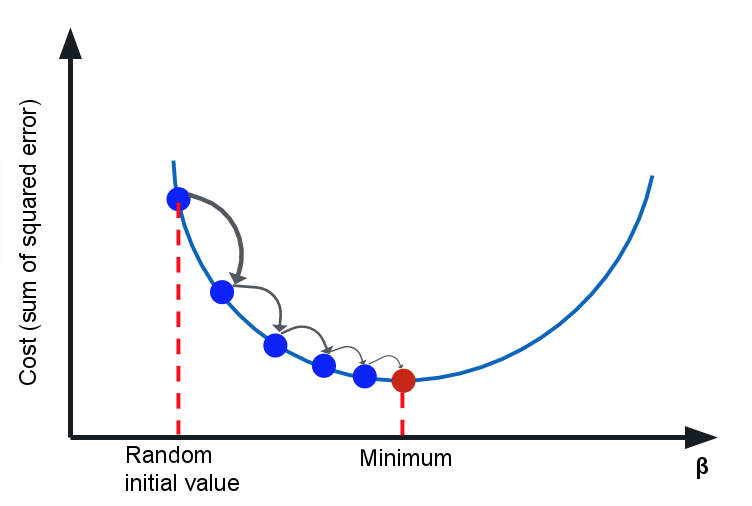 Cost (sum of squared error)
Random
initial value
Minimum
β